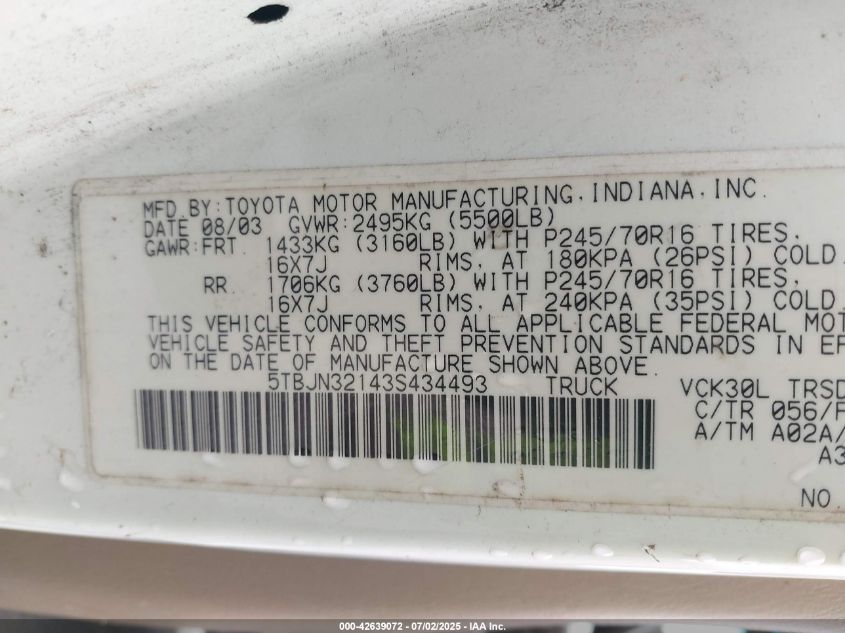 MFD.BY:TOYOTA MOTOR MANUFACTURING,INDIANA,INC.
DATE 08/03 GVWR:2495KG (5500LB)
GAWR:FRT. 1433KG (3160LB) WITH P245/70R16 TIRES,
16X7J RIMS, AT 180KPA (26PSI) COLD.
RR. 1706KG (3760LB) WITH P245/70R16 TIRES,
16X7J RIMS, AT 240KPA (35PSI) COLD.
THIS VEHICLE CONFORMS TO ALL APPLICABLE FEDERAL MOT
VEHICLE SAFETY AND THEFT PREVENTION STANDARDS IN EF
ON THE DATE OF MANUFACTURE SHOWN ABOVE.
5TBJN32143S434493 TRUCK VCK30L TRSD
C/TR 056/F
A/TM A02A/
A3
NO
000-42639072 - 07/02/2025 - IAA Inc.